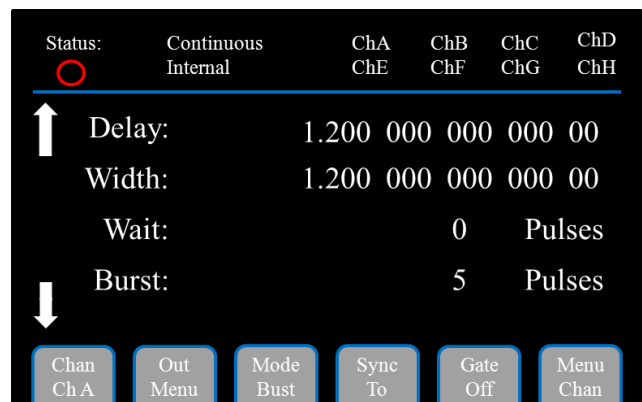 Status: Continuous ChA ChB ChC ChD
Internal ChE ChF ChG ChH
Delay: 1.200 000 000 000 00
Width: 1.200 000 000 000 00
Wait: 0 Pulses
Burst: 5 Pulses
Chan Out Mode Sync Gate Menu
Ch A Menu Bust To Off Chan